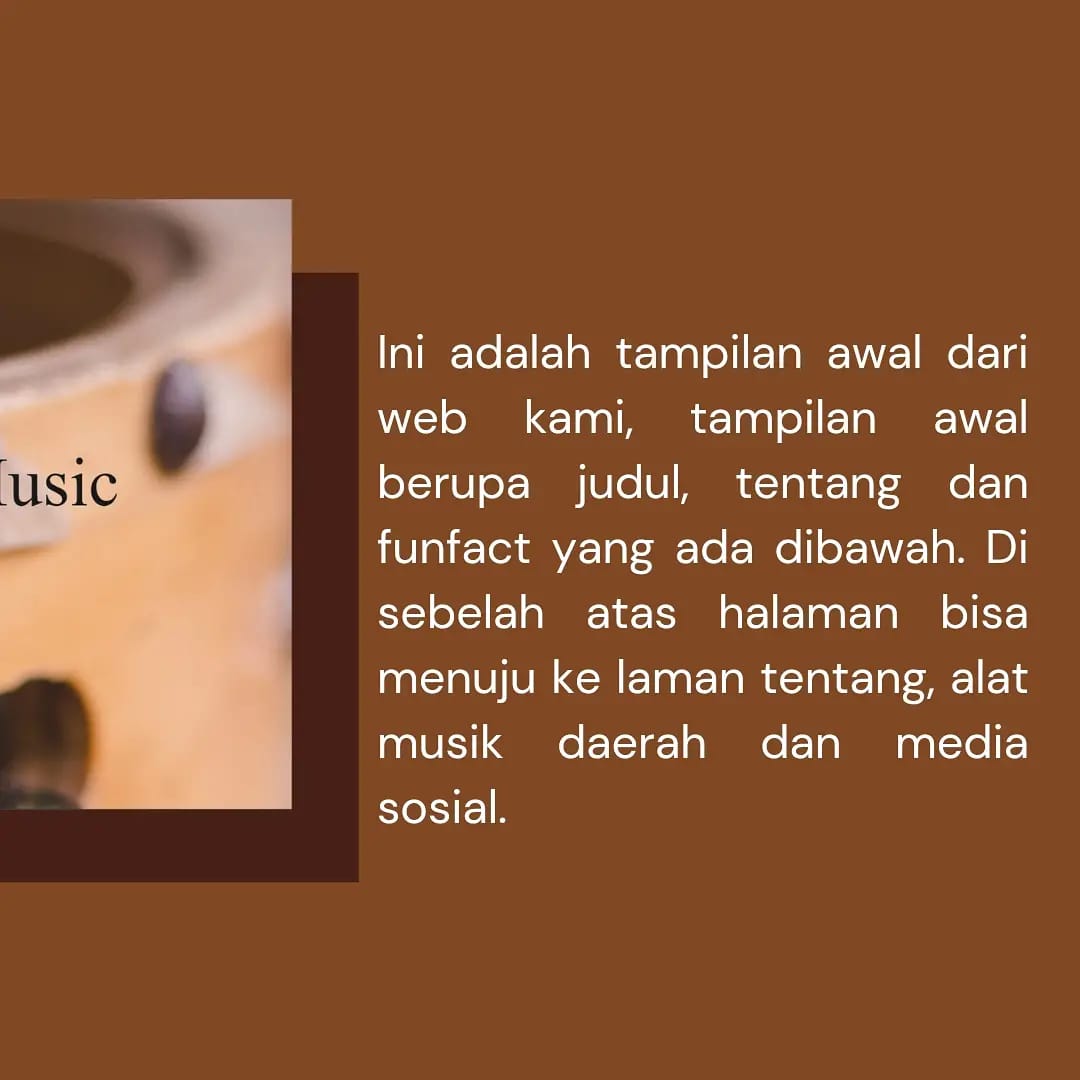 Ini adalah tampilan awal dari
web kami, tampilan awal
berupa judul, tentang dan
funfact yang ada dibawah. Di
sebelah atas halaman bisa
menuju ke laman tentang, alat
musik daerah dan media
sosial.